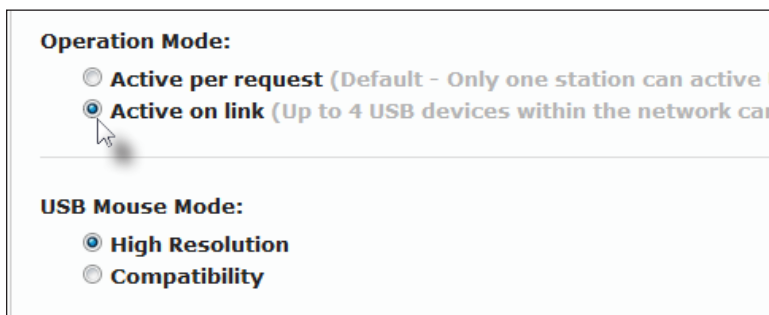 Operation Mode:
Active per request (Default - Only one station can active
Active on link (Up to 4 USB devices within the network
USB Mouse Mode:
High Resolution
Compatibility